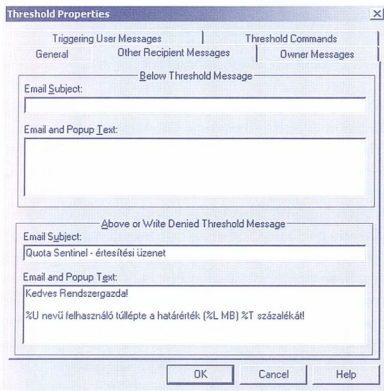 Threshold Properties
Triggering User Messages
Threshold Commands
General
Other Recipient Messages
Owner Messages
Below Threshold Message
Email Subject:
Email and Popup Text:
Above or Write Denied Threshold Message
Email Subject:
Quota Sentinel - értesítési üzenet
Email and Popup Text:
Kedves Rendszergazda!
%U nevű felhasználó túllépte a határérték (%L MB) %T százalékát!
OK
Cancel
Help